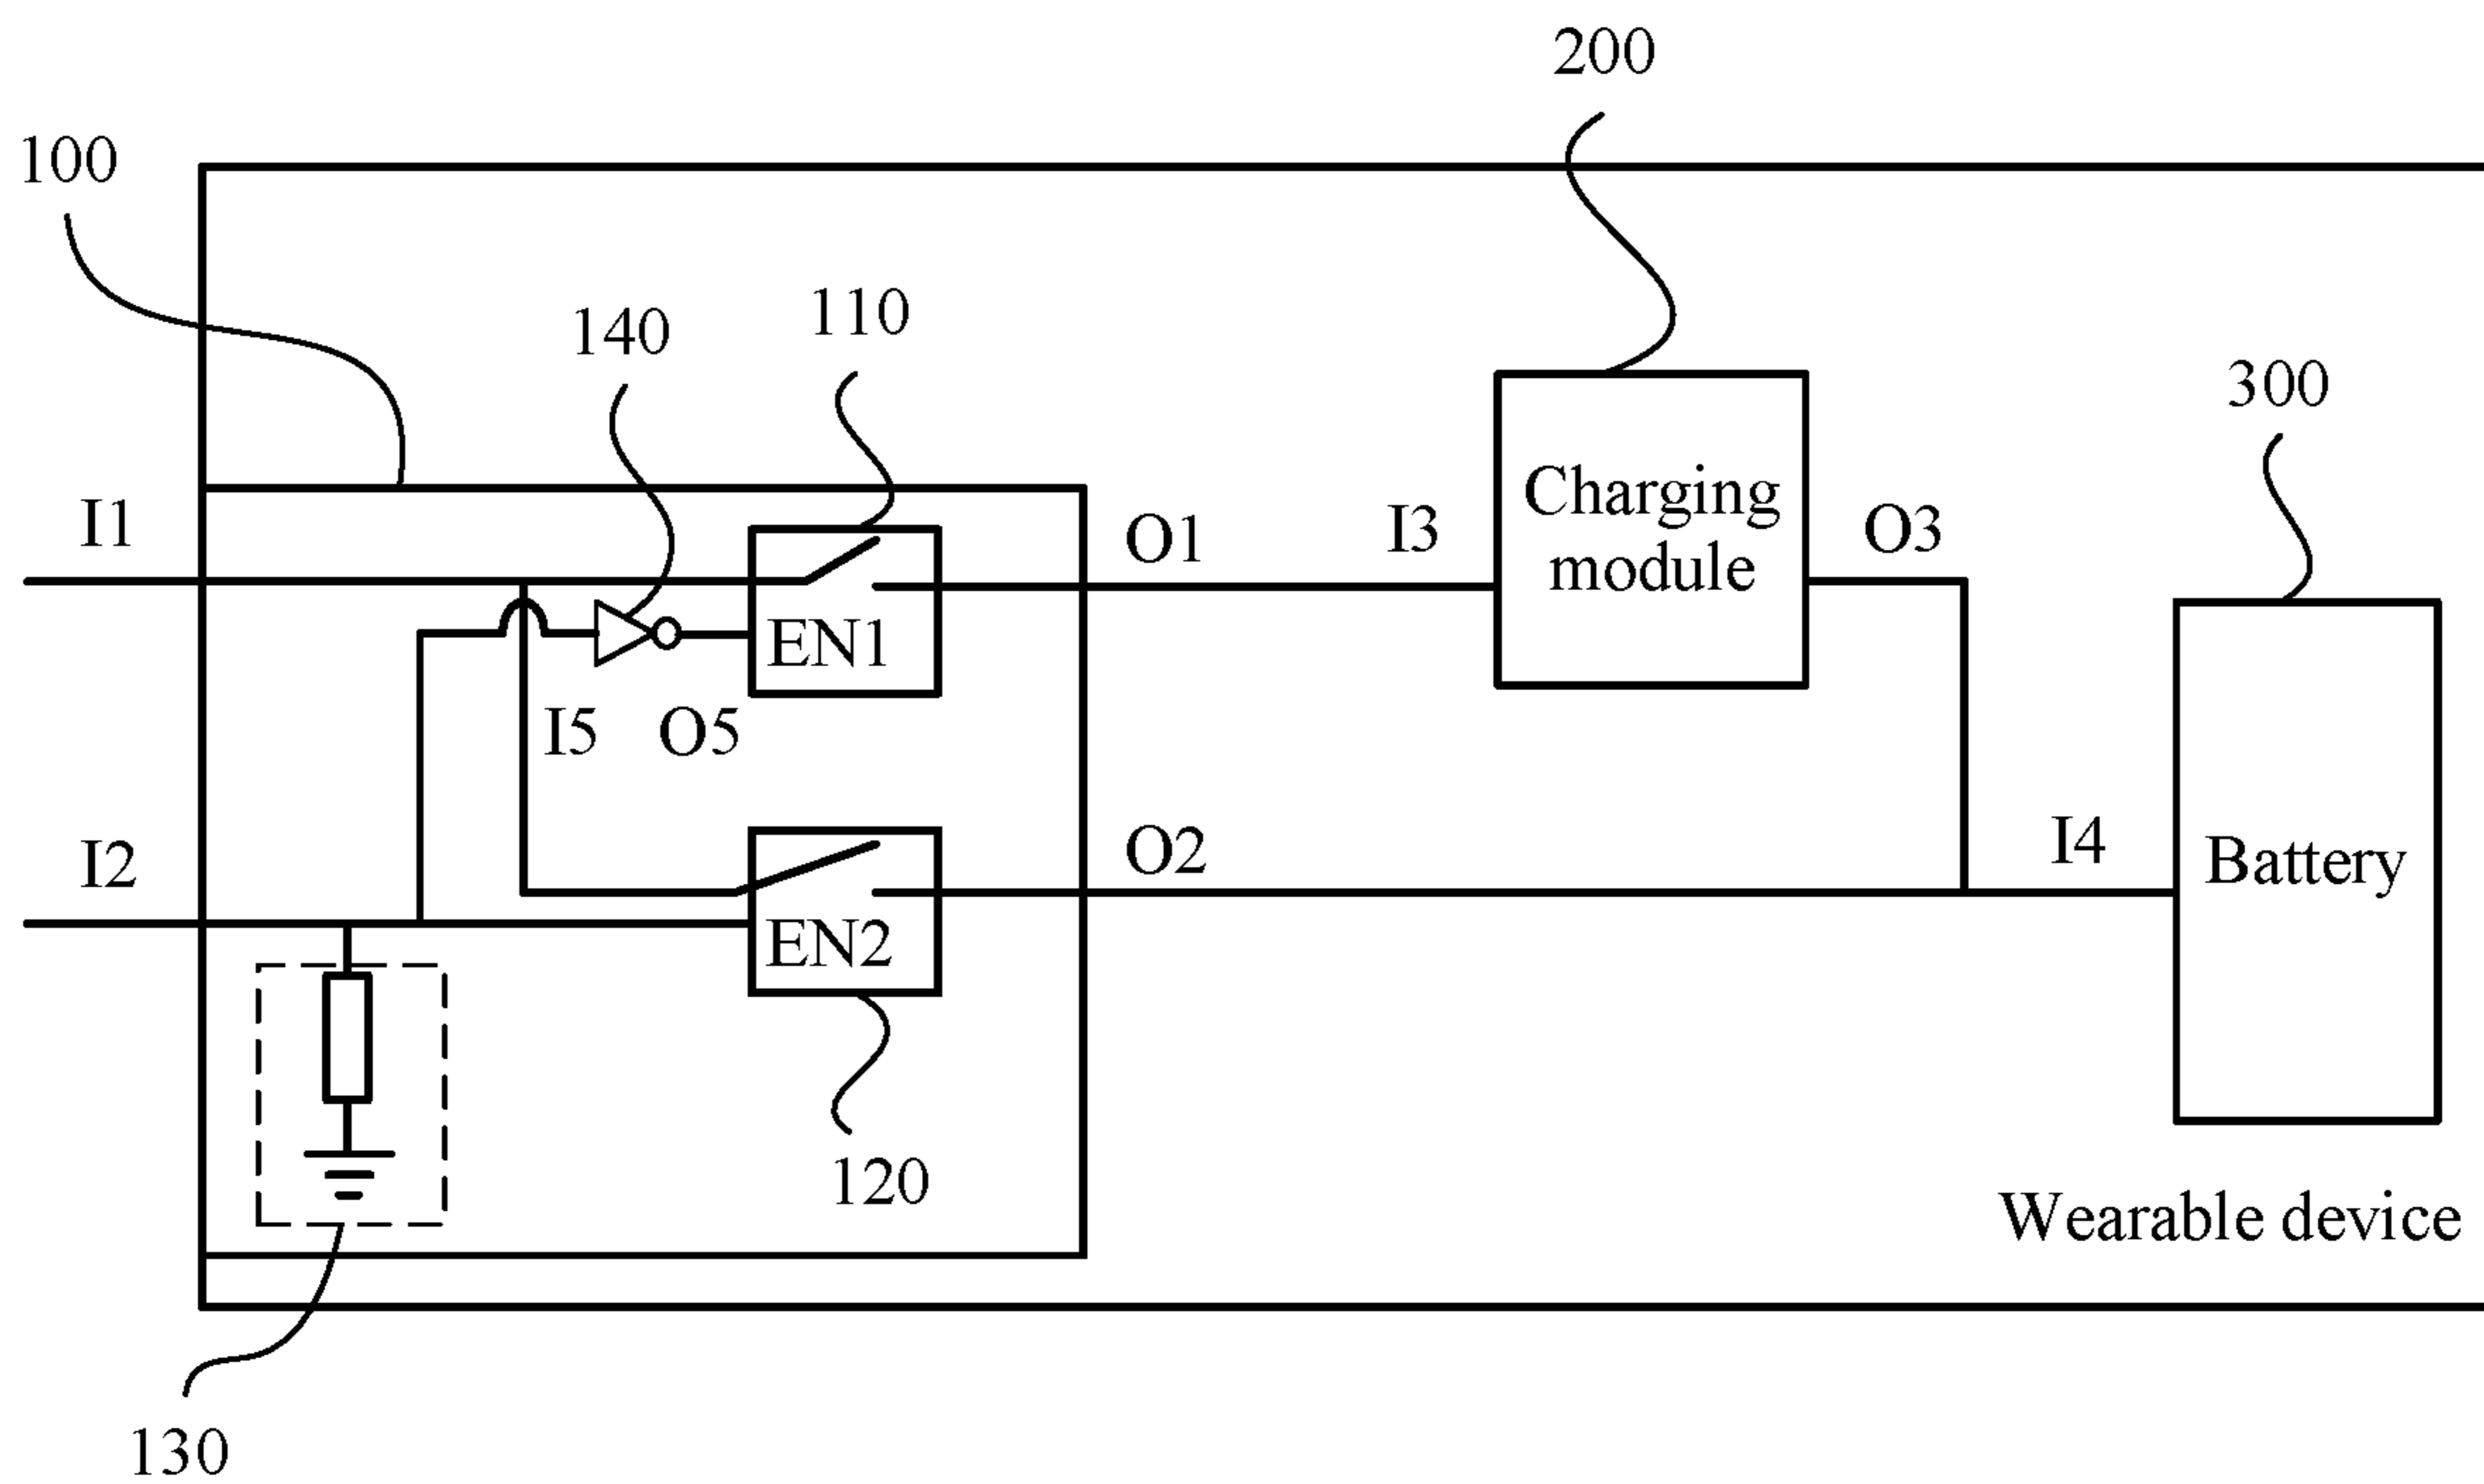 200
100
110
140
300
I1
O1
I3
Charging
module
O3
EN1
I5
O5
I2
O2
I4
Battery
EN2
120
Wearable device
130